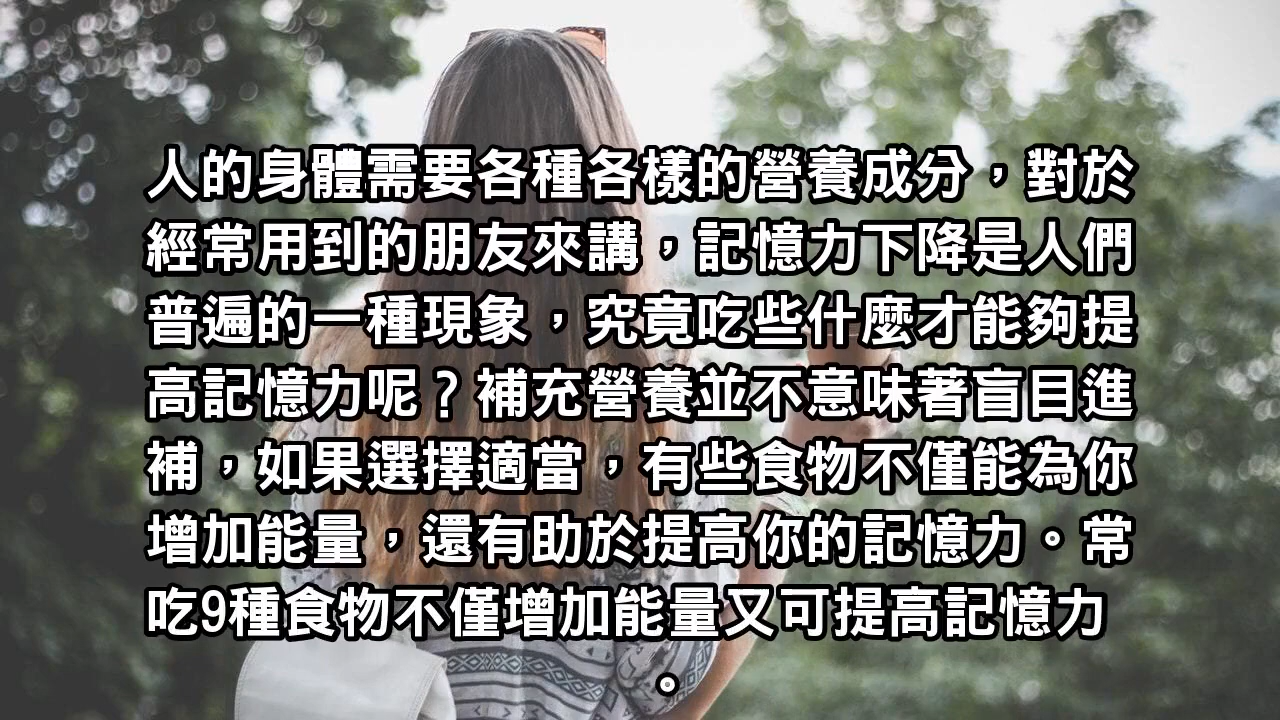 人的身體需要各種各樣的營養成分，對於
經常用到的朋友來講，記憶力下降是人們
普遍的一種現象，究竟吃些什麼才能夠提
高記憶力呢？補充營養並不意味著盲目進
補，如果選擇適當，有些食物不僅能為你
增加能量，還有助於提高你的記憶力。常
吃9種食物不僅增加能量又可提高記憶力
。